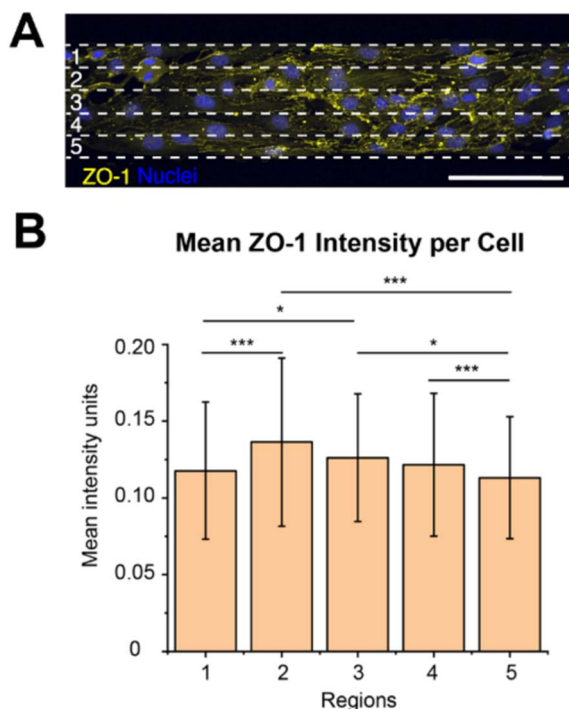 A
1
2
3
4
5
ZO-1 Nuclei
B
Mean ZO-1 Intensity per Cell
***
*
***
*
***
0.20
0.15
0.10
0.05
0
Mean intensity units
1 2 3 4 5
Regions